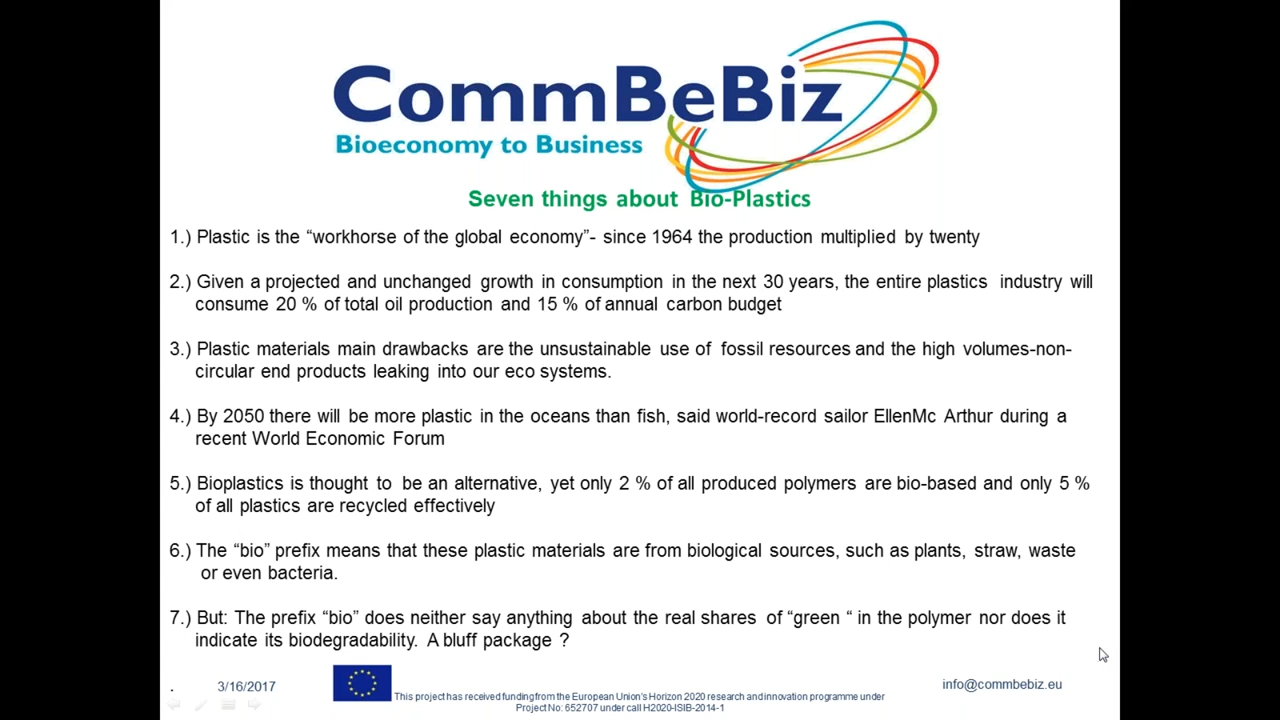 CommBeBiz
Bioeconomy to Business
Seven things about Bio-Plastics
1.) Plastic is the “workhorse of the global economy”- since 1964 the production multiplied by twenty
2.) Given a projected and unchanged growth in consumption in the next 30 years, the entire plastics industry will
consume 20 % of total oil production and 15 % of annual carbon budget
3.) Plastic materials main drawbacks are the unsustainable use of fossil resources and the high volumes-non-
circular end products leaking into our eco systems.
4.) By 2050 there will be more plastic in the oceans than fish, said world-record sailor EllenMc Arthur during a
recent World Economic Forum
5.) Bioplastics is thought to be an alternative, yet only 2 % of all produced polymers are bio-based and only 5 %
of all plastics are recycled effectively
6.) The “bio” prefix means that these plastic materials are from biological sources, such as plants, straw, waste
or even bacteria.
7.) But: The prefix “bio” does neither say anything about the real shares of “green “ in the polymer nor does it
indicate its biodegradability. A bluff package ?
. 3/16/2017
This project has received funding from the European Union's Horizon 2020 research and innovation programme under
Project No: 652707 under call H2020-ISIB-2014-1
info@commbebiz.eu